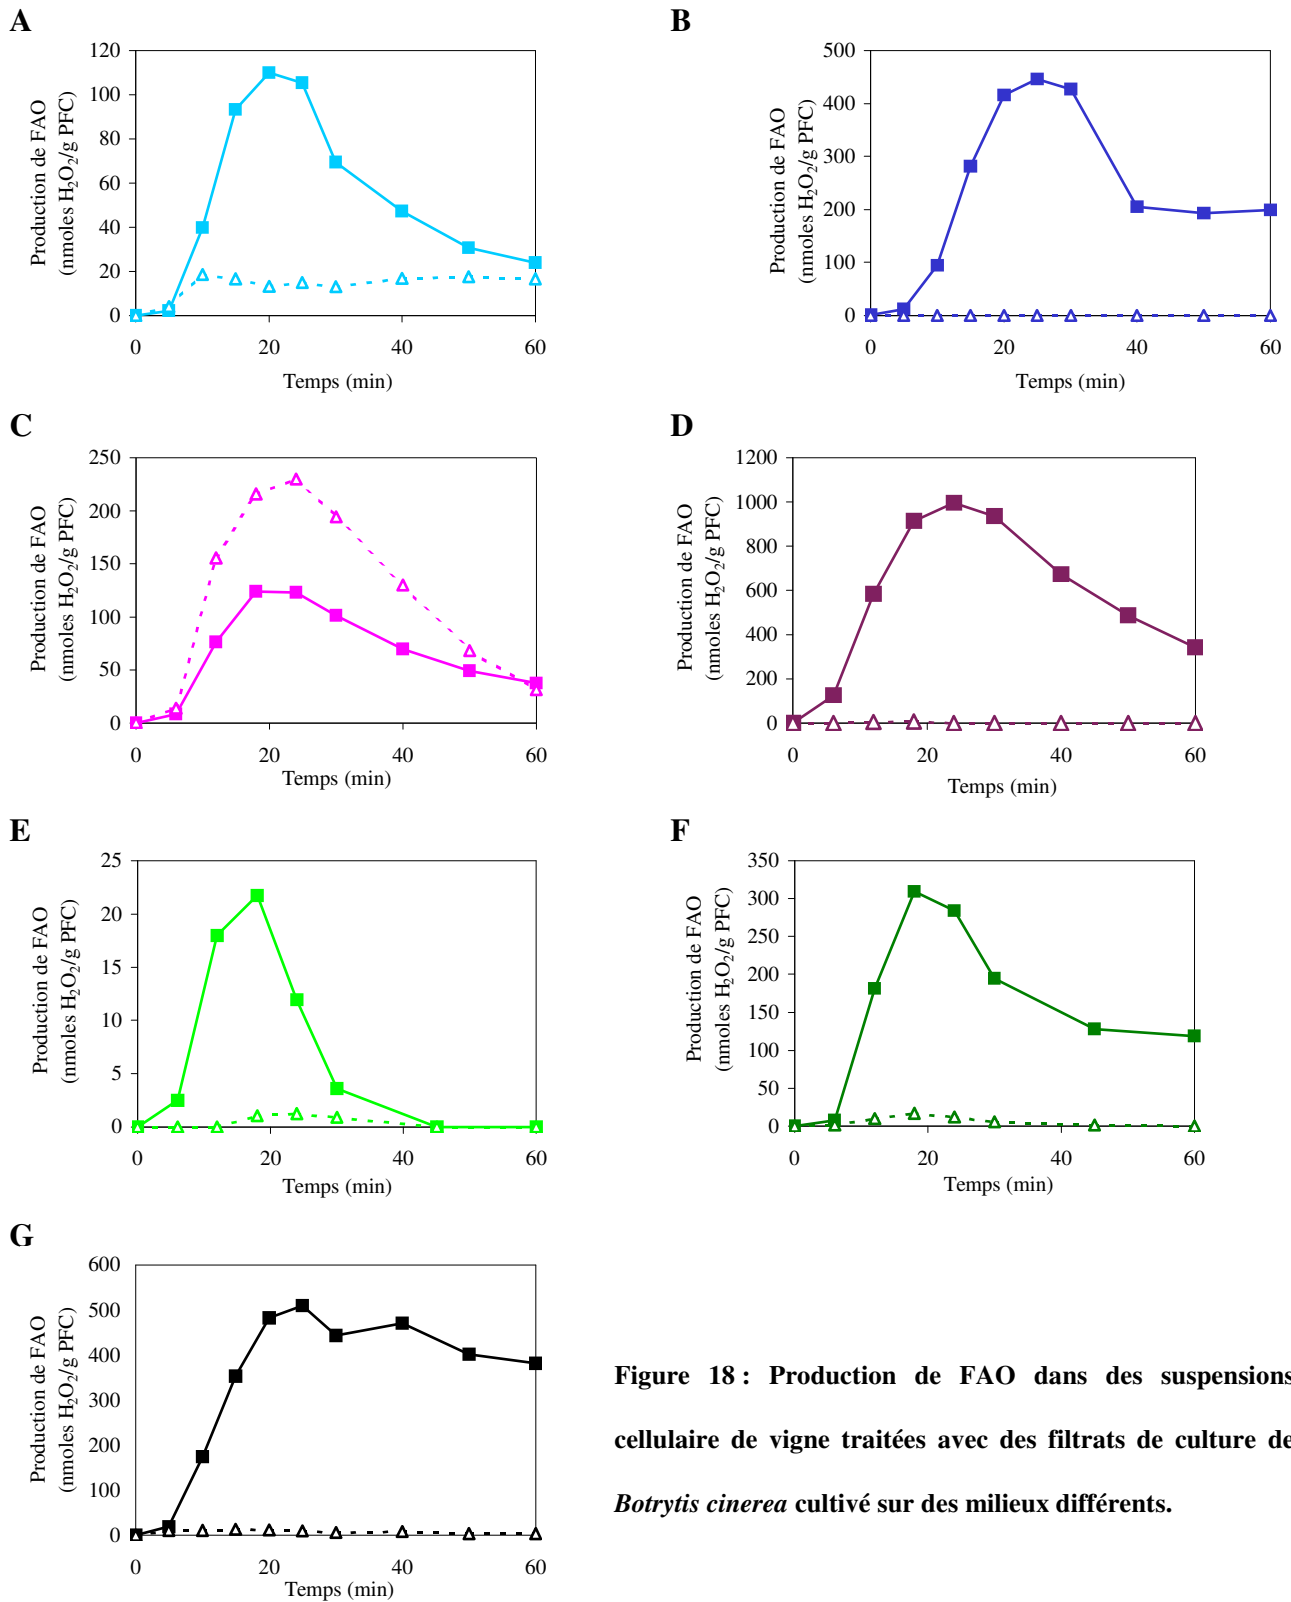 A
Production de FAO
(nmoles H₂O₂/g PFC)
120
100
80
60
40
20
0
0 20 40 60
Temps (min)
B
Production de FAO
(nmoles H₂O₂/g PFC)
500
400
300
200
100
0
0 20 40 60
Temps (min)
C
Production de FAO
(nmoles H₂O₂/g PFC)
250
200
150
100
50
0
0 20 40 60
Temps (min)
D
Production de FAO
(nmoles H₂O₂/g PFC)
1200
1000
800
600
400
200
0
0 20 40 60
Temps (min)
E
Production de FAO
(nmoles H₂O₂/g PFC)
25
20
15
10
5
0
0 20 40 60
Temps (min)
F
Production de FAO
(nmoles H₂O₂/g PFC)
350
300
250
200
150
100
50
0
0 20 40 60
Temps (min)
G
Production de FAO
(nmoles H₂O₂/g PFC)
600
500
400
300
200
100
0
0 20 40 60
Temps (min)
Figure 18 : Production de FAO dans des suspensions
cellulaire de vigne traitées avec des filtrats de culture de
Botrytis cinerea cultivé sur des milieux différents.